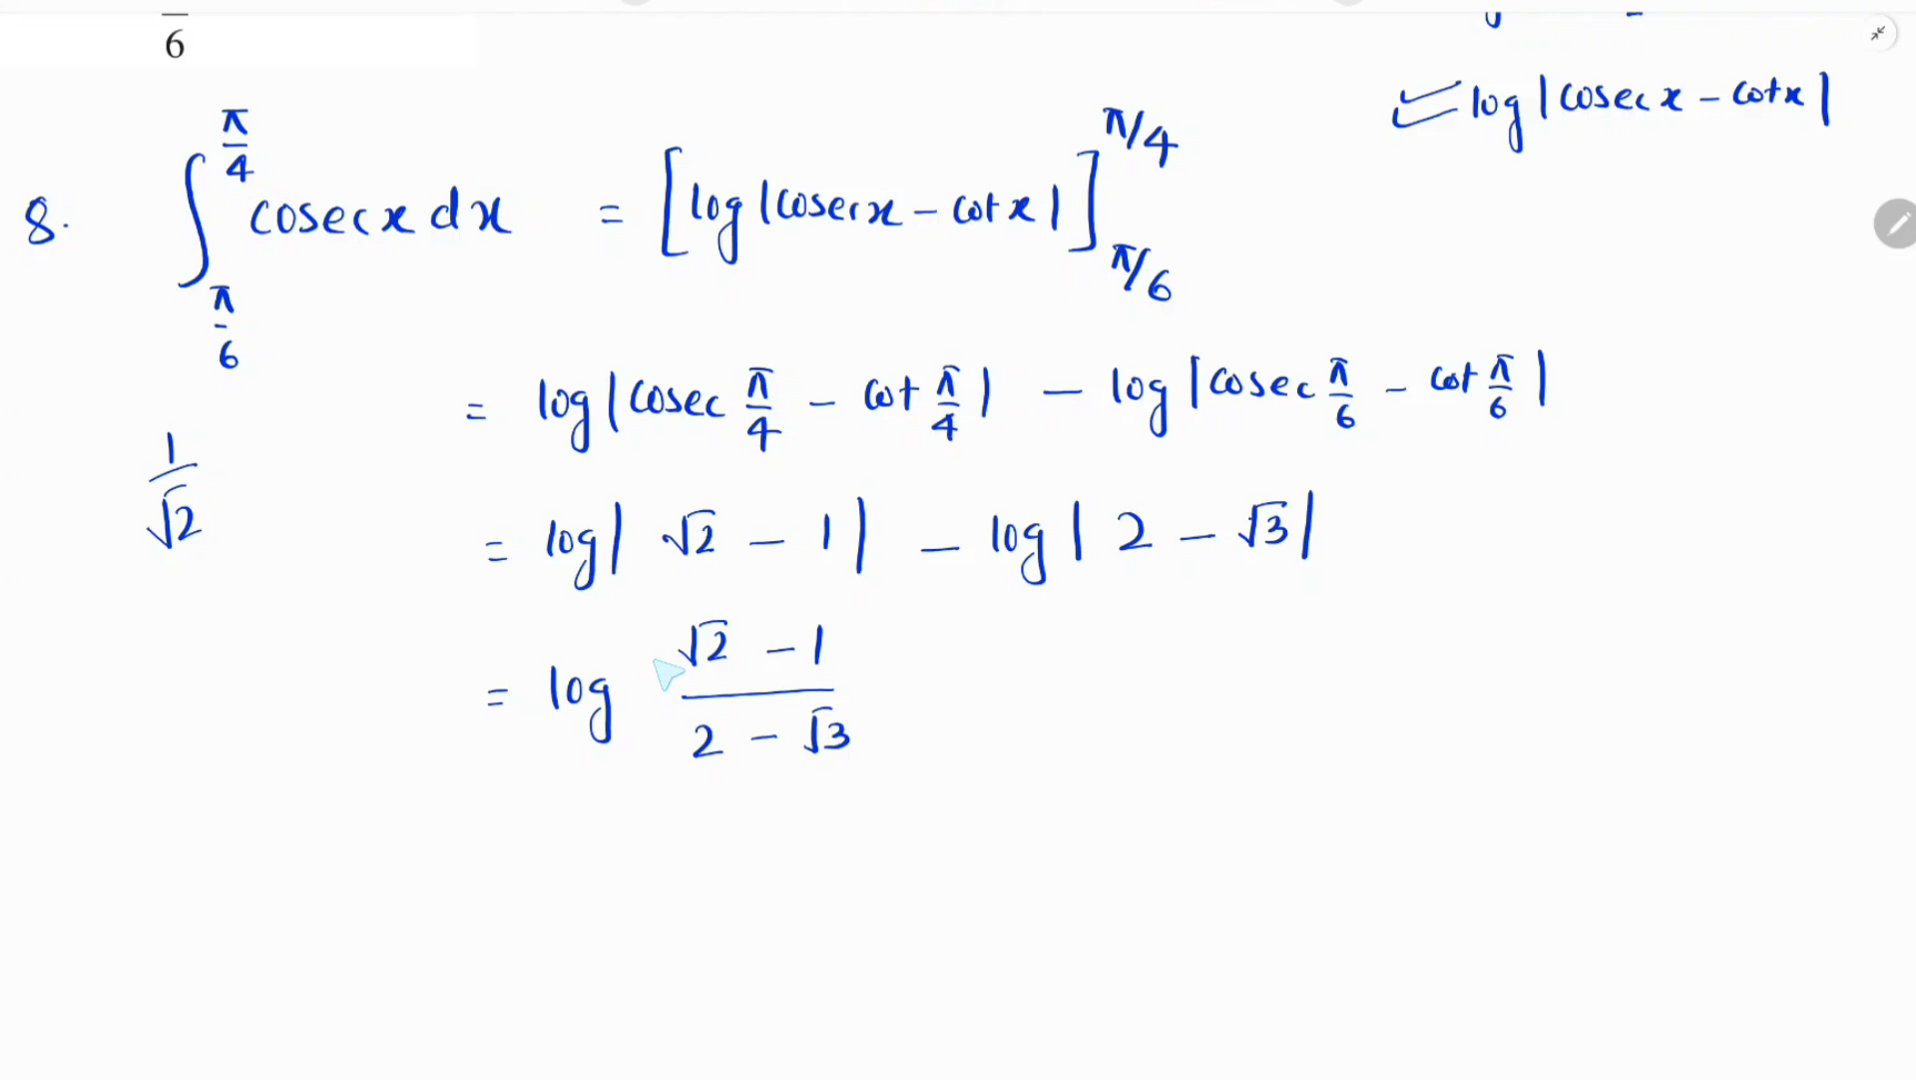 6
log|cosec x - cot x|
8. ∫_{π/6}^{π/4} cosec x dx = [log|cosec x - cot x|]_{π/6}^{π/4}
= log|cosec π/4 - cot π/4| - log|cosec π/6 - cot π/6|
1/√2
= log|√2 - 1| - log|2 - √3|
= log (√2 - 1)/(2 - √3)